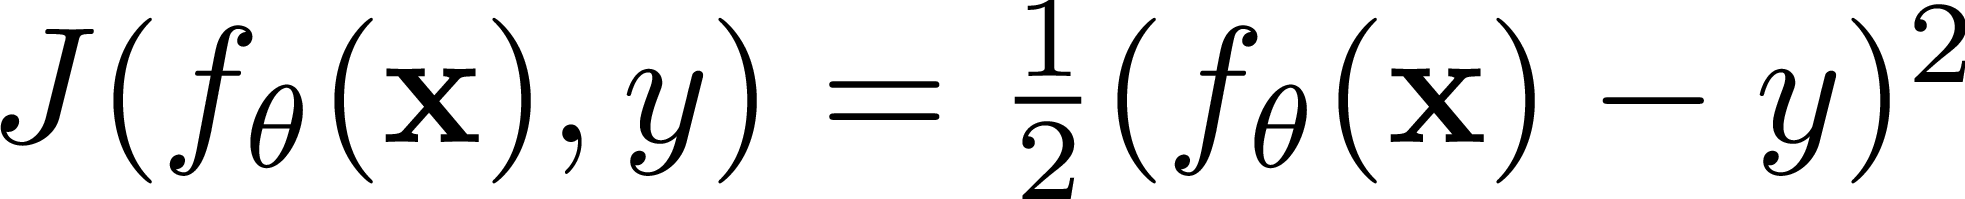 J(f_θ(𝐱), y) = ½(f_θ(𝐱) − y)²